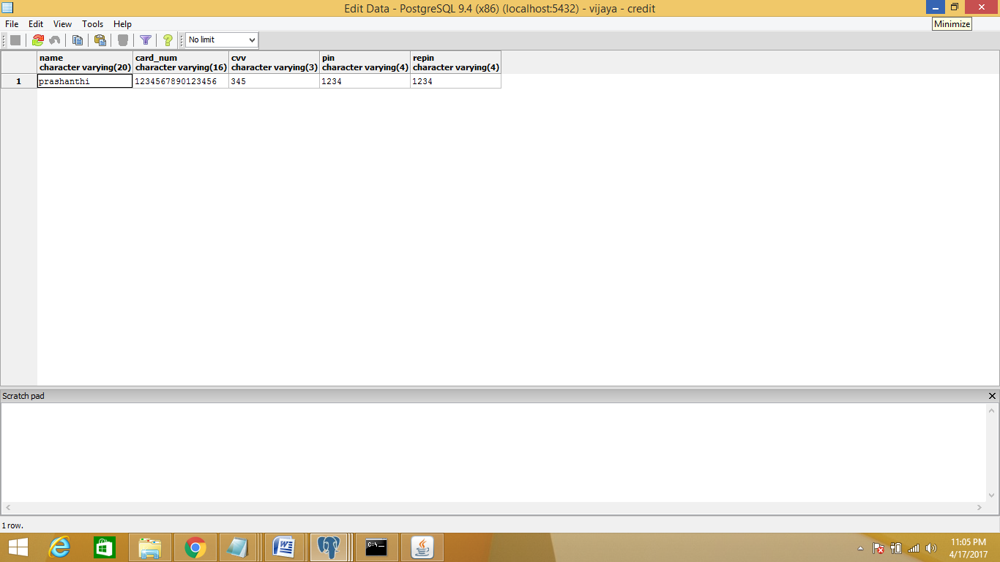 Edit Data - PostgreSQL 9.4 (x86) (localhost:5432) - vijaya - credit
File Edit View Tools Help
Minimize
No limit
name card_num cvv pin repin
character varying(20) character varying(16) character varying(3) character varying(4) character varying(4)
1 prashanthi 1234567890123456 345 1234 1234
Scratch pad
1 row.
C:\_
11:05 PM
4/17/2017